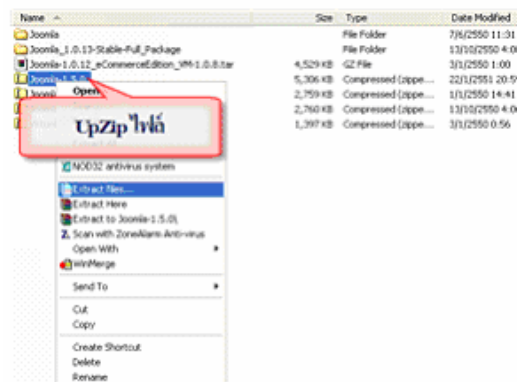 Name Size Type Date Modified
Joomla File Folder 7/6/2550 11:31
Joomla_1.0.13-Stable-Full_Package File Folder 13/10/2550 4:0
Joomla-1.0.12_eCommerceEdition_VM-1.0.8.tar 4,529 KB GZ File 3/1/2550 1:00
Joomla-1.5.0 5,306 KB Compressed (zippe... 22/1/2551 20:5
Jooml 2,759 KB Compressed (zippe... 1/1/2550 14:41
2,760 KB Compressed (zippe... 13/10/2550 4:0
1,397 KB Compressed (zippe... 3/1/2550 0:56
Open
UpZip ไฟล์
NOD32 antivirus system
Extract files...
Extract Here
Extract to Joomla-1.5.0\
Scan with ZoneAlarm Anti-virus
Open With
WinMerge
Send To
Cut
Copy
Create Shortcut
Delete
Rename